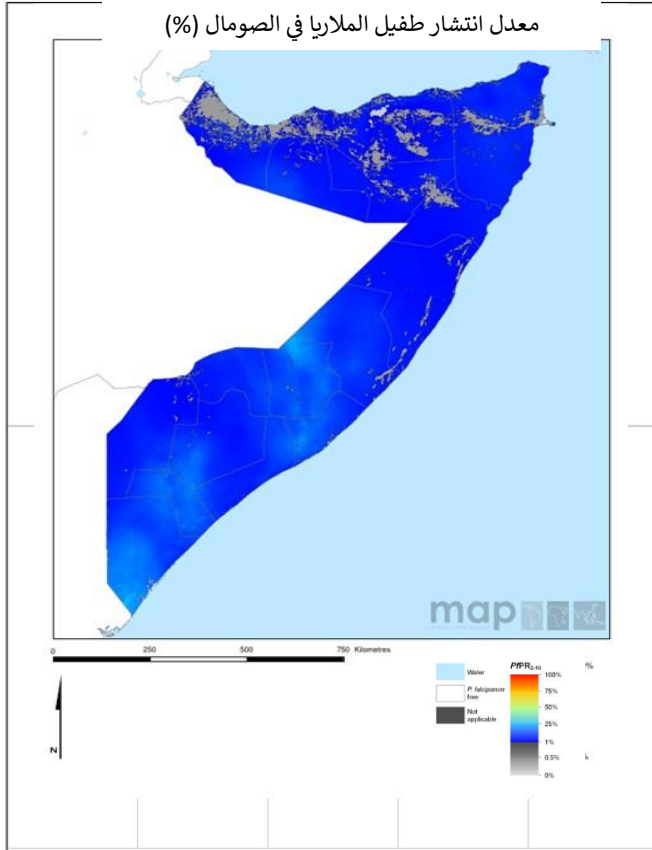 معدل انتشار طفيل الملاريا في الصومال (%)
map
0 250 500 750 Kilometres
N
Water
P. falciparum
free
Not
applicable
PfPR2-10 %
100%
75%
50%
25%
1%
0.5%
0%